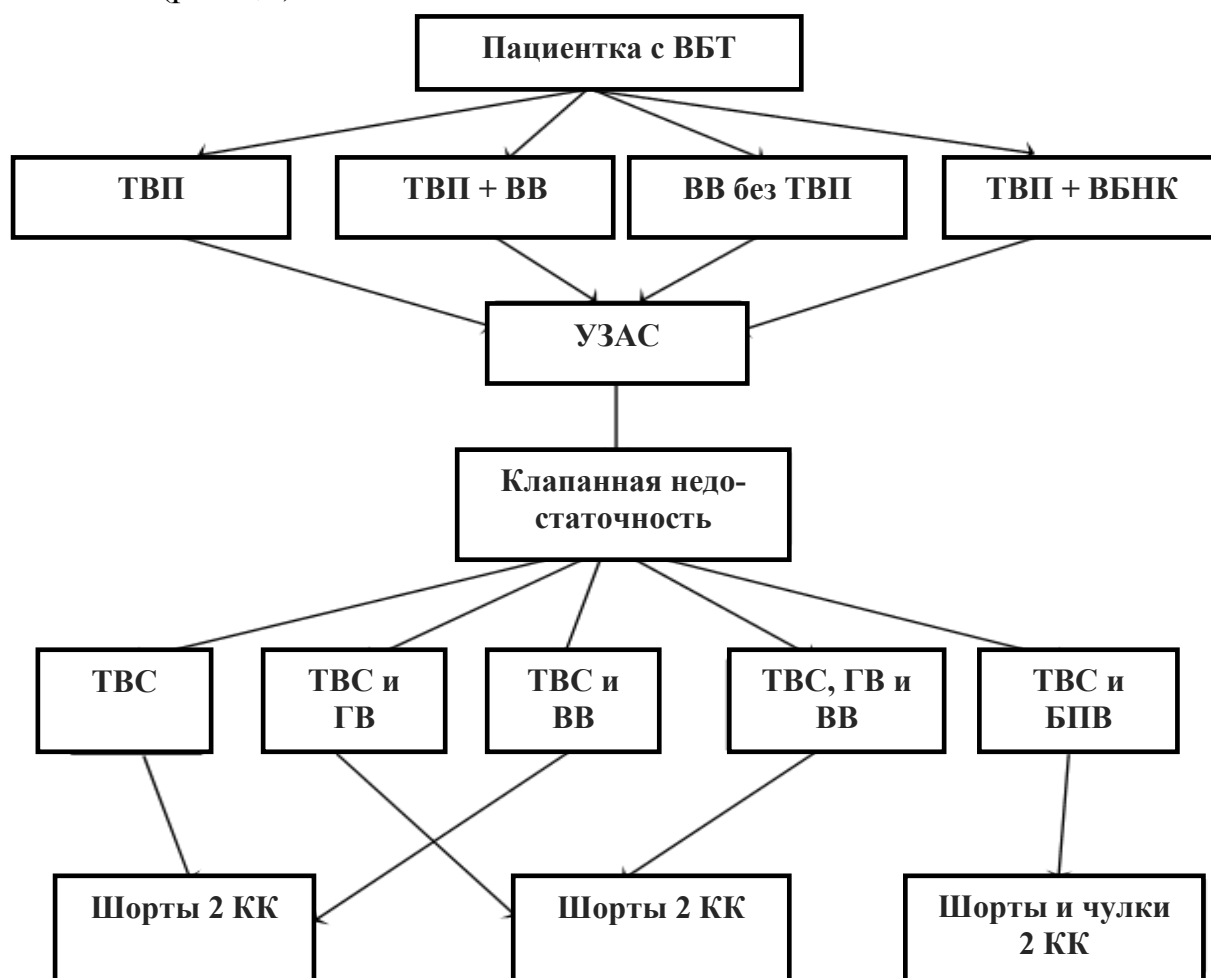 Пациентка с ВБТ
ТВП
ТВП + ВВ
ВВ без ТВП
ТВП + ВБНК
УЗАС
Клапанная недо-
статочность
ТВС
ТВС и
ГВ
ТВС и
ВВ
ТВС, ГВ и
ВВ
ТВС и
БПВ
Шорты 2 КК
Шорты 2 КК
Шорты и чулки
2 КК